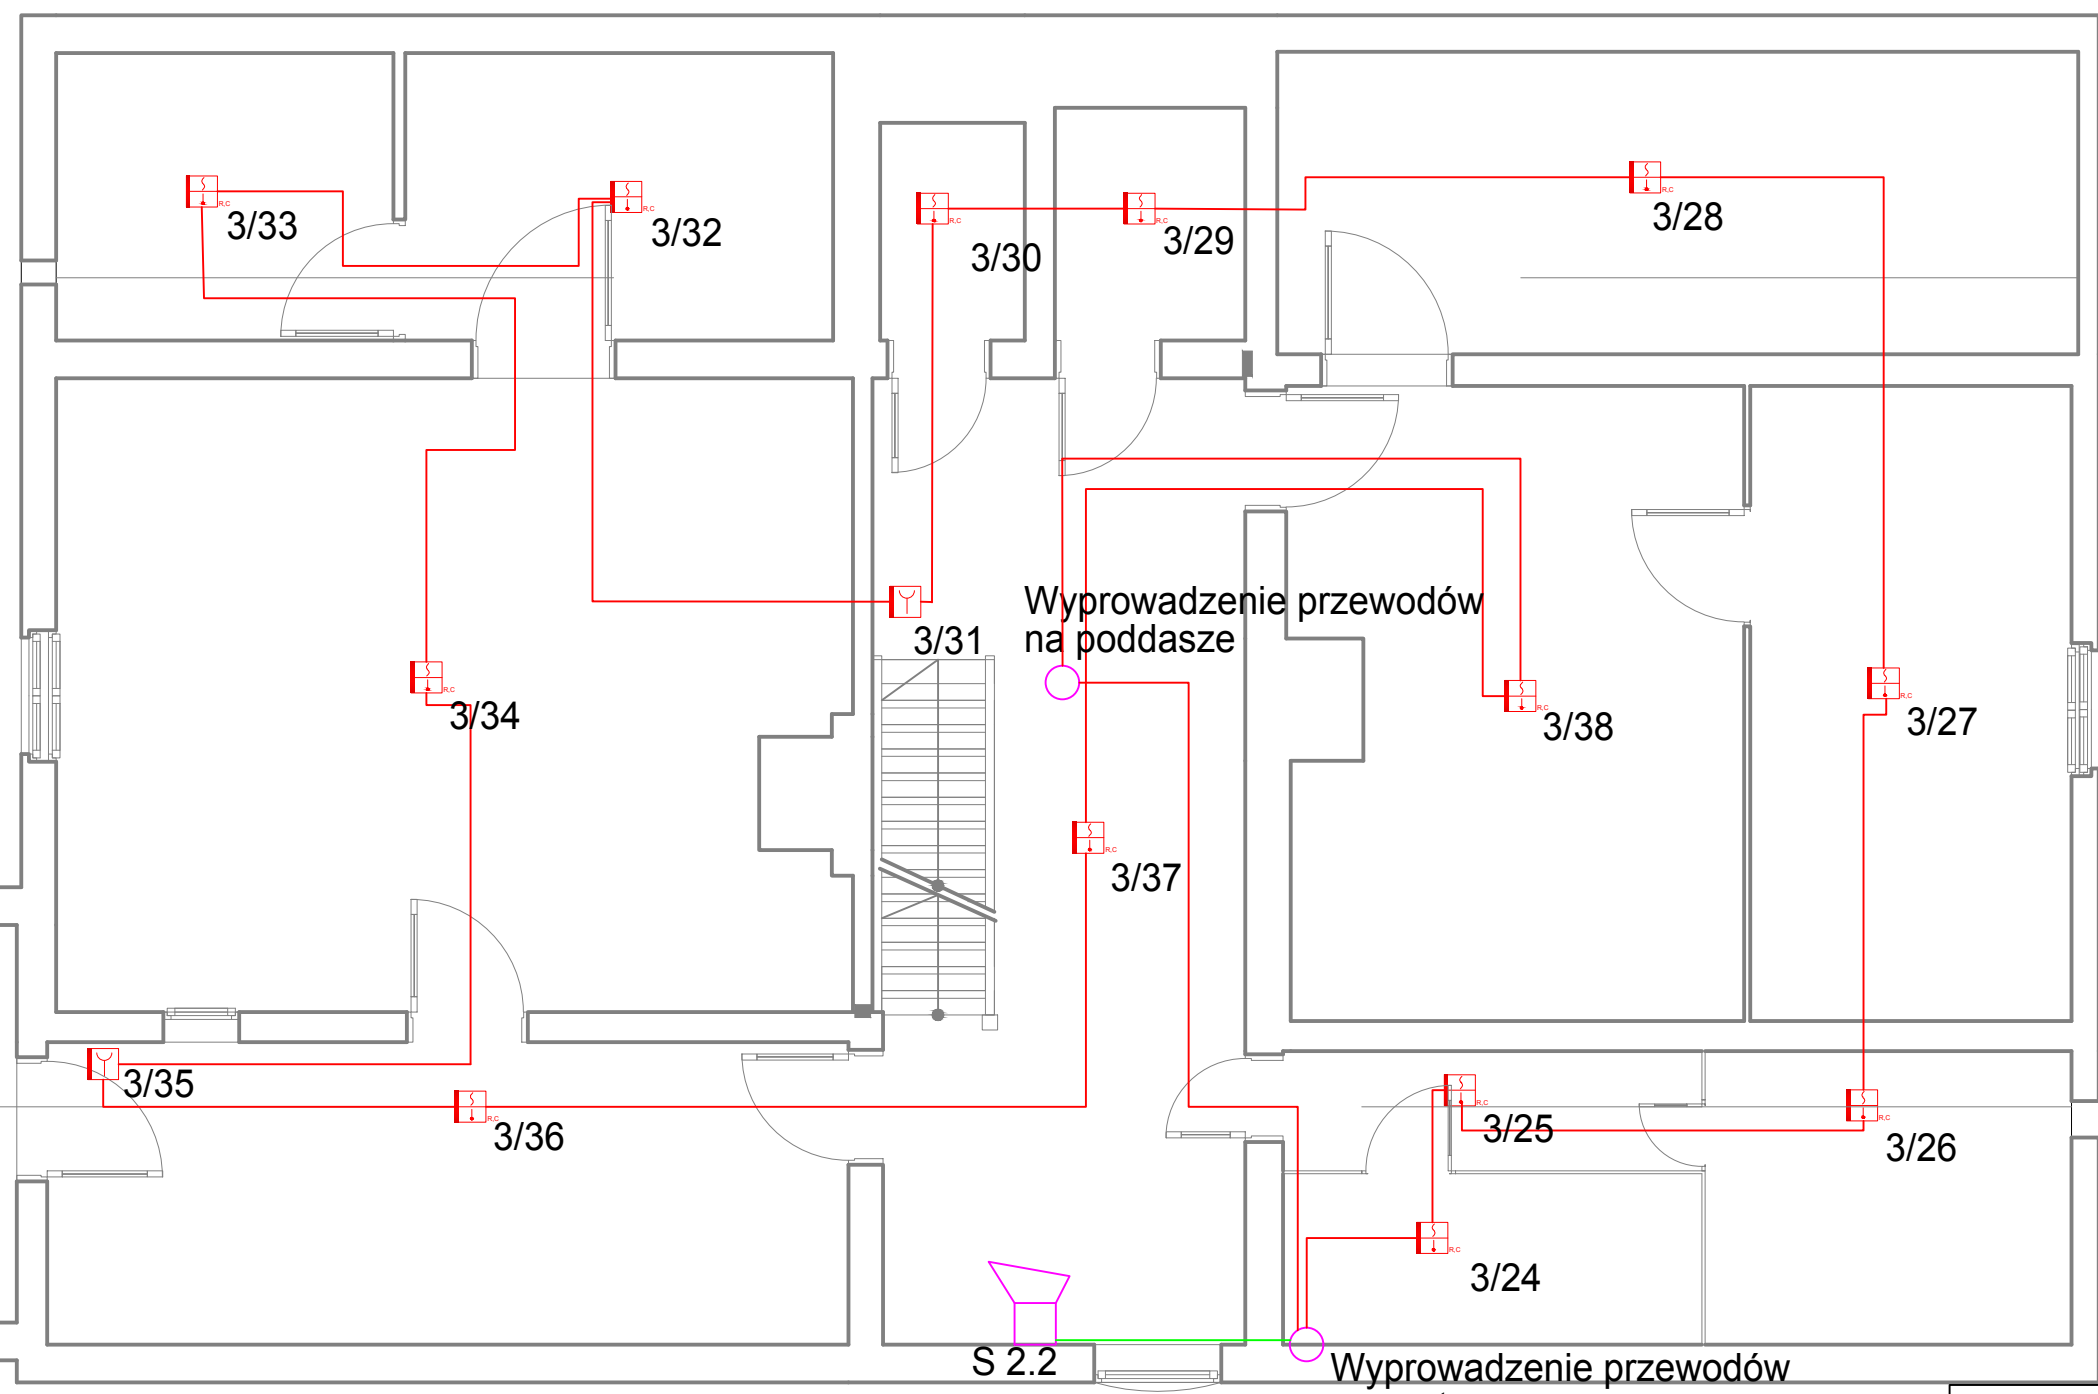 R,C
3/33
R,C
3/32
R,C
3/30
R,C
3/29
R,C
3/28
Wyprowadzenie przewodów
na poddasze
3/31
R,C
3/34
R,C
3/38
R,C
3/27
R,C
3/37
3/35
R,C
3/36
R,C
3/25
R,C
3/26
R,C
3/24
S 2.2
Wyprowadzenie przewodów